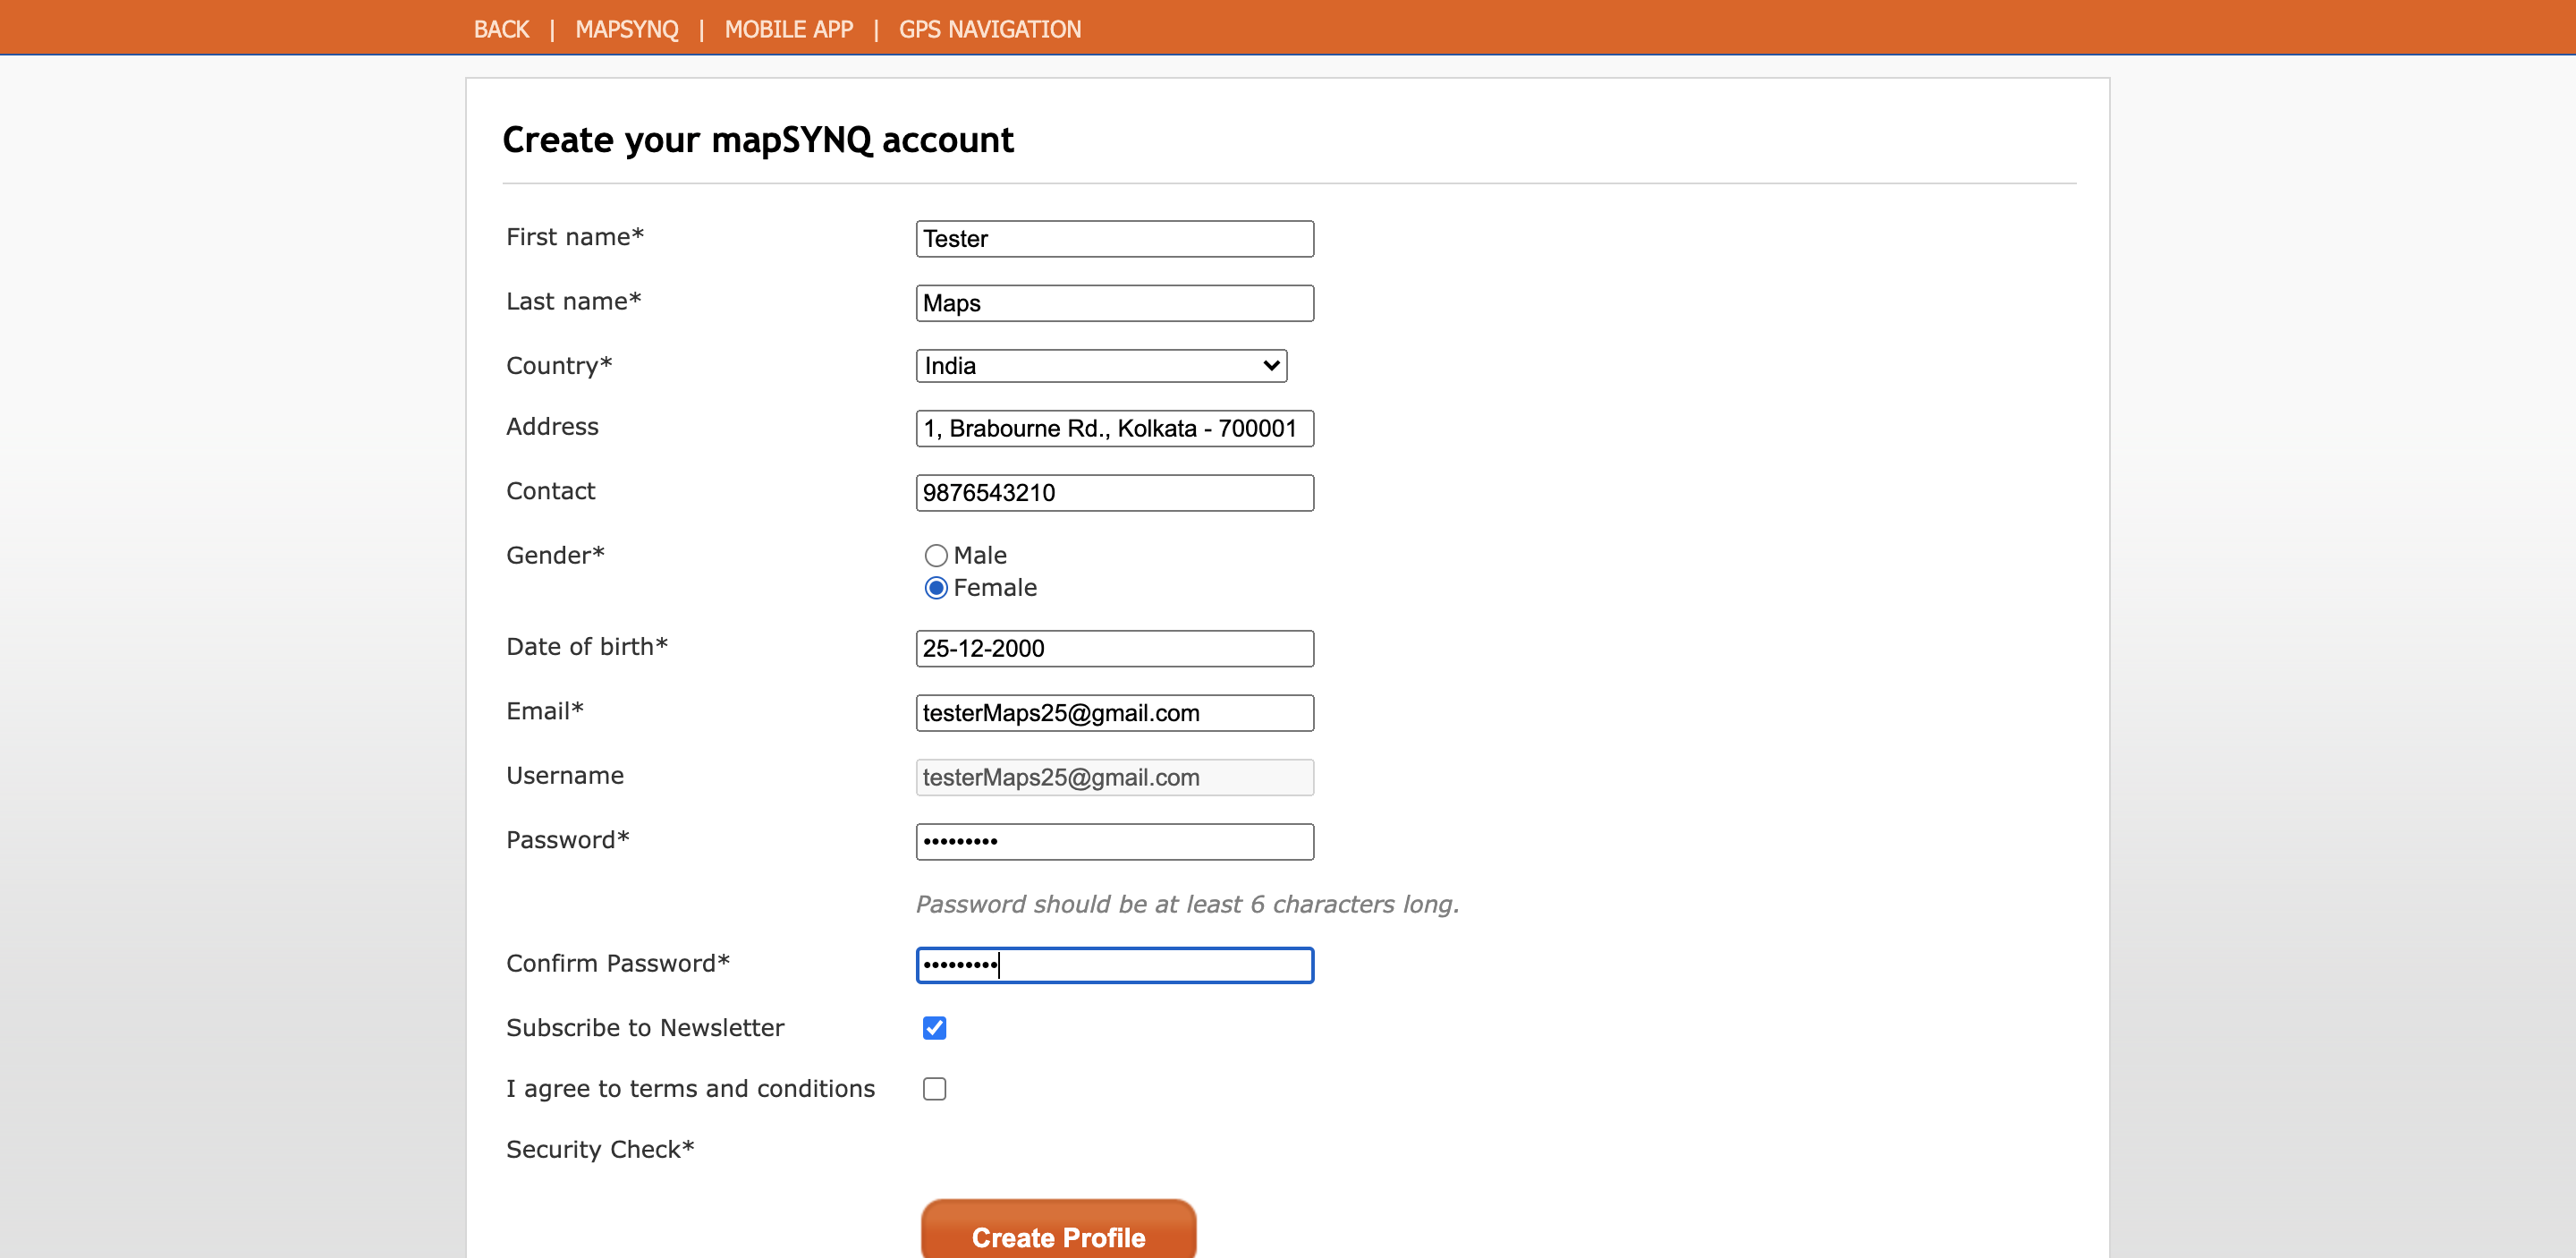 BACK | MAPSYNQ | MOBILE APP | GPS NAVIGATION
Create your mapSYNQ account
First name* Tester
Last name* Maps
Country* India
Address 1, Brabourne Rd., Kolkata - 700001
Contact 9876543210
Gender* Male
Female
Date of birth* 25-12-2000
Email* testerMaps25@gmail.com
Username testerMaps25@gmail.com
Password* •••••••••
Password should be at least 6 characters long.
Confirm Password* •••••••••
Subscribe to Newsletter
I agree to terms and conditions
Security Check*
Create Profile